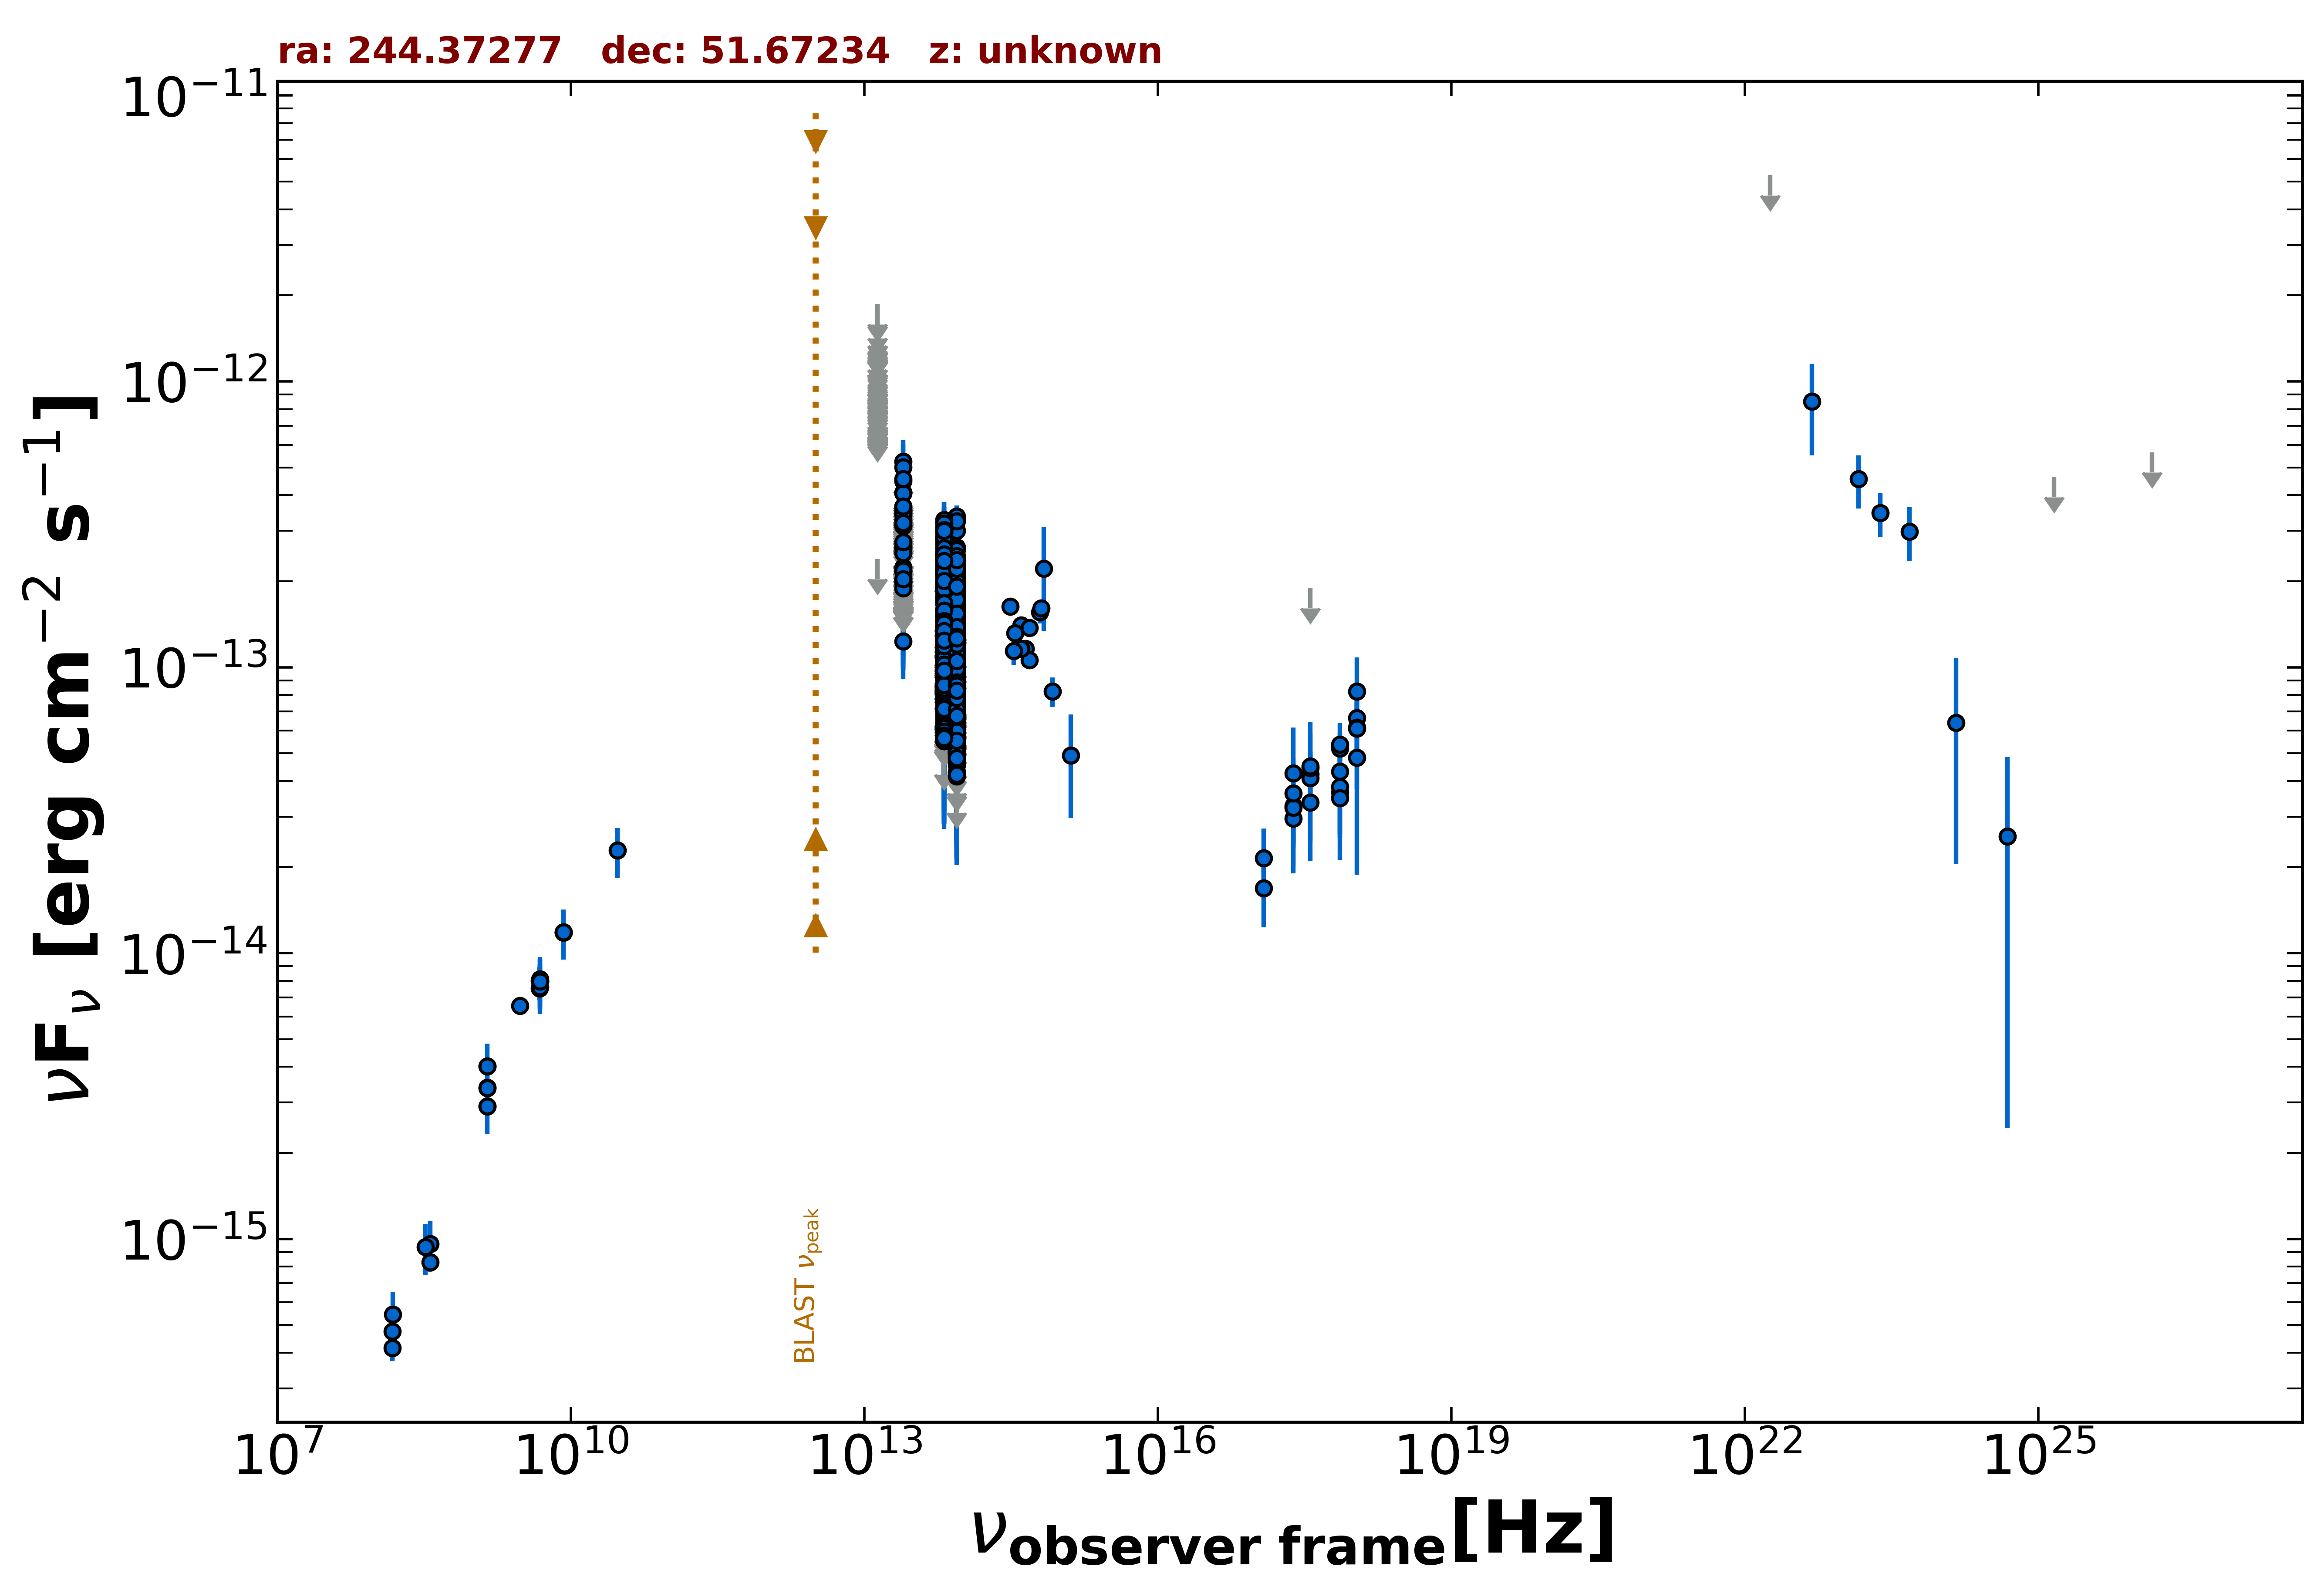 ra: 244.37277 dec: 51.67234 z: unknown
νFν [erg cm−2 s−1]
10−11
10−12
10−13
10−14
10−15
BLAST νpeak
107 1010 1013 1016 1019 1022 1025
νobserver frame[Hz]